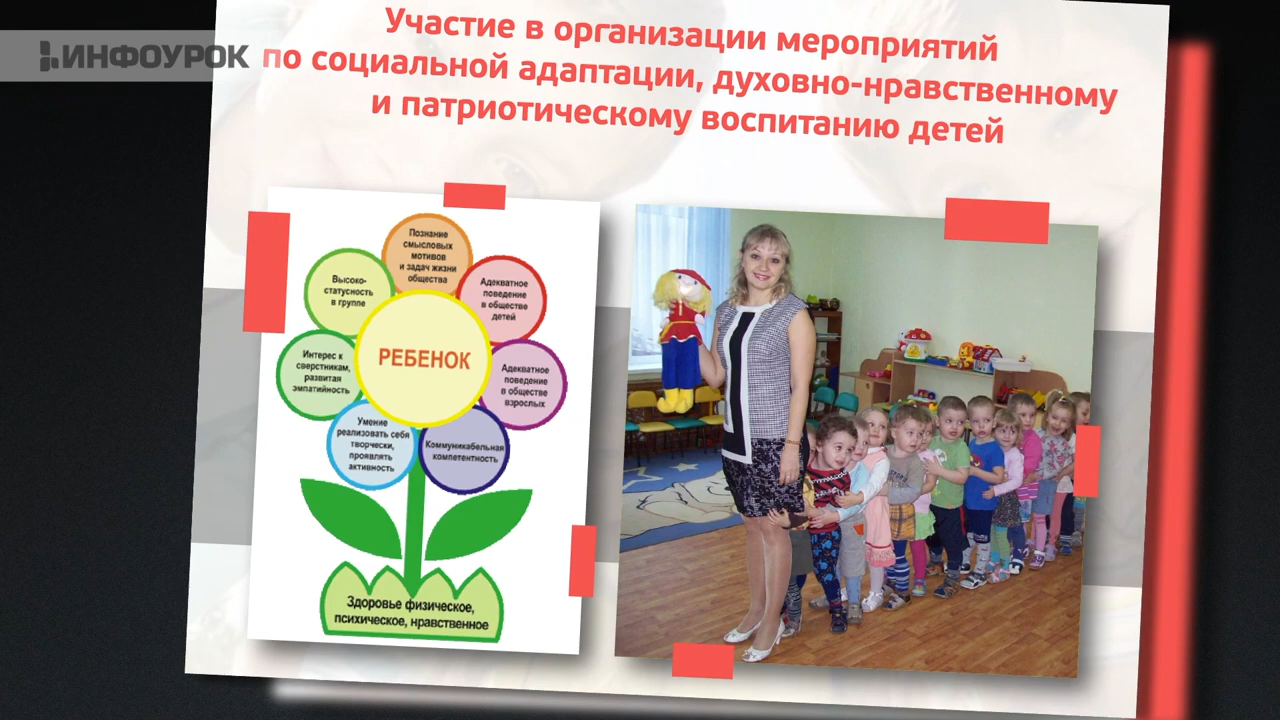 ИНФОУРОК
Участие в организации мероприятий
по социальной адаптации, духовно-нравственному
и патриотическому воспитанию детей
Познание
смысловых
мотивов
и задач жизни
общества
Высоко-
статусность
в группе
Адекватное
поведение
в обществе
детей
Интерес к
сверстникам,
развитая
эмпатийность
РЕБЕНОК
Адекватное
поведение
в обществе
взрослых
Умение
реализовать себя
творчески,
проявлять
активность
Коммуникабельная
компетентность
Здоровье физическое,
психическое, нравственное